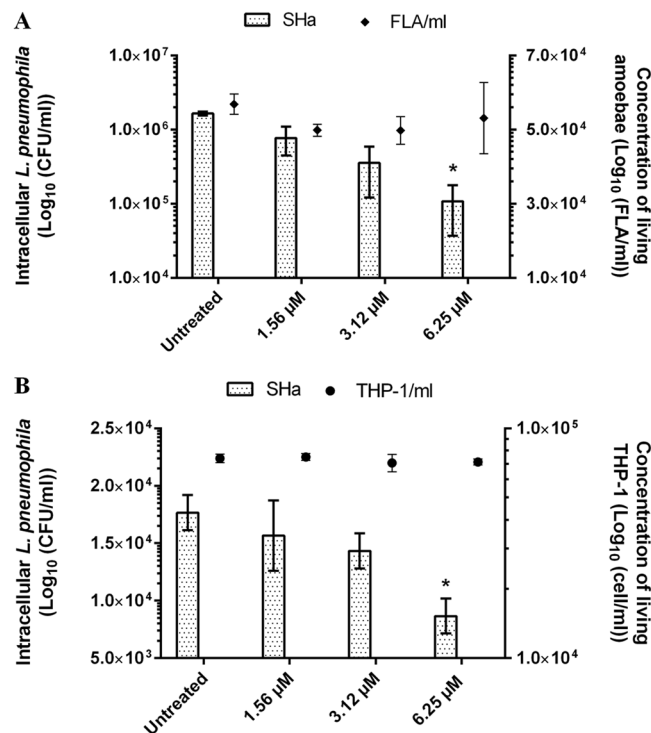 A
SHa ◆ FLA/ml
Intracellular L. pneumophila
(Log₁₀ (CFU/ml))
1.0×10⁷
1.0×10⁶
1.0×10⁵
1.0×10⁴
*
7.0×10⁴
5.0×10⁴
3.0×10⁴
1.0×10⁴
Concentration of living
amoebae (Log₁₀
(FLA/ml))
Untreated
1.56 µM
3.12 µM
6.25 µM
B
SHa ● THP-1/ml
Intracellular L. pneumophila
(Log₁₀ (CFU/ml))
2.5×10⁴
2.0×10⁴
1.5×10⁴
1.0×10⁴
5.0×10³
*
1.0×10⁵
1.0×10⁴
Concentration of living
THP-1 (Log₁₀ (cell/ml))
Untreated
1.56 µM
3.12 µM
6.25 µM